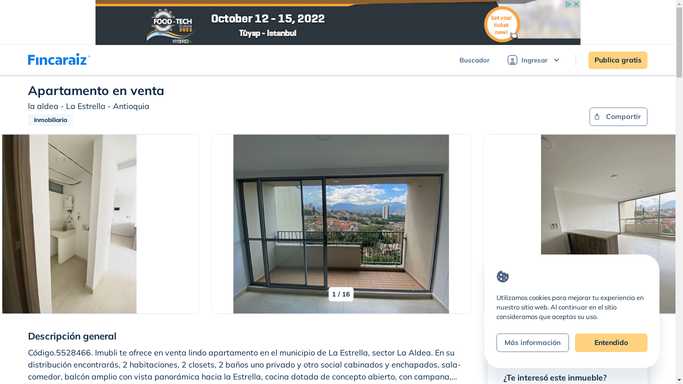 FOOD-TECH
October 12 - 15, 2022
Tüyap - Istanbul
Get your
ticket
now!
Fincaraiz
Buscador
Ingresar
Publica gratis
Apartamento en venta
la aldea - La Estrella - Antioquia
Inmobiliaria
Compartir
1 / 16
Utilizamos cookies para mejorar tu experiencia en
nuestro sitio web. Al continuar en el sitio
consideramos que aceptas su uso.
Más información
Entendido
Descripción general
Código.5528466. Imubli te ofrece en venta lindo apartamento en el municipio de La Estrella, sector La Aldea. En su
distribución encontrarás, 2 habitaciones, 2 closets, 2 baños uno privado y otro social cabinados y enchapados, sala-
comedor, balcón amplio con vista panorámica hacia la Estrella, cocina dotada de concepto abierto, con campana,...
¿Te interesó este inmueble?